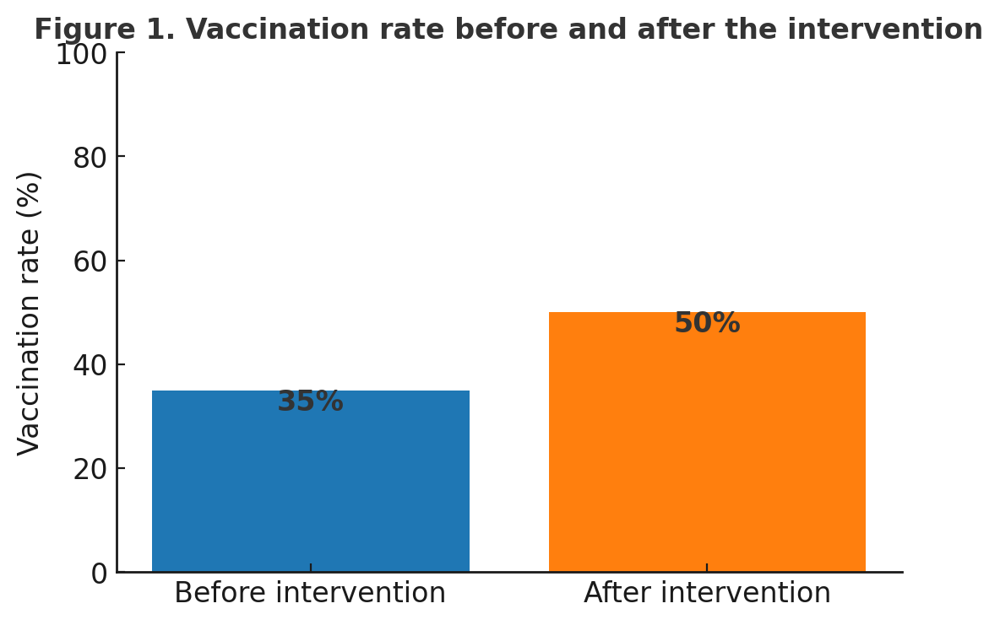 Figure 1. Vaccination rate before and after the intervention
100
80
60
40
20
0
Vaccination rate (%)
35%
50%
Before intervention
After intervention